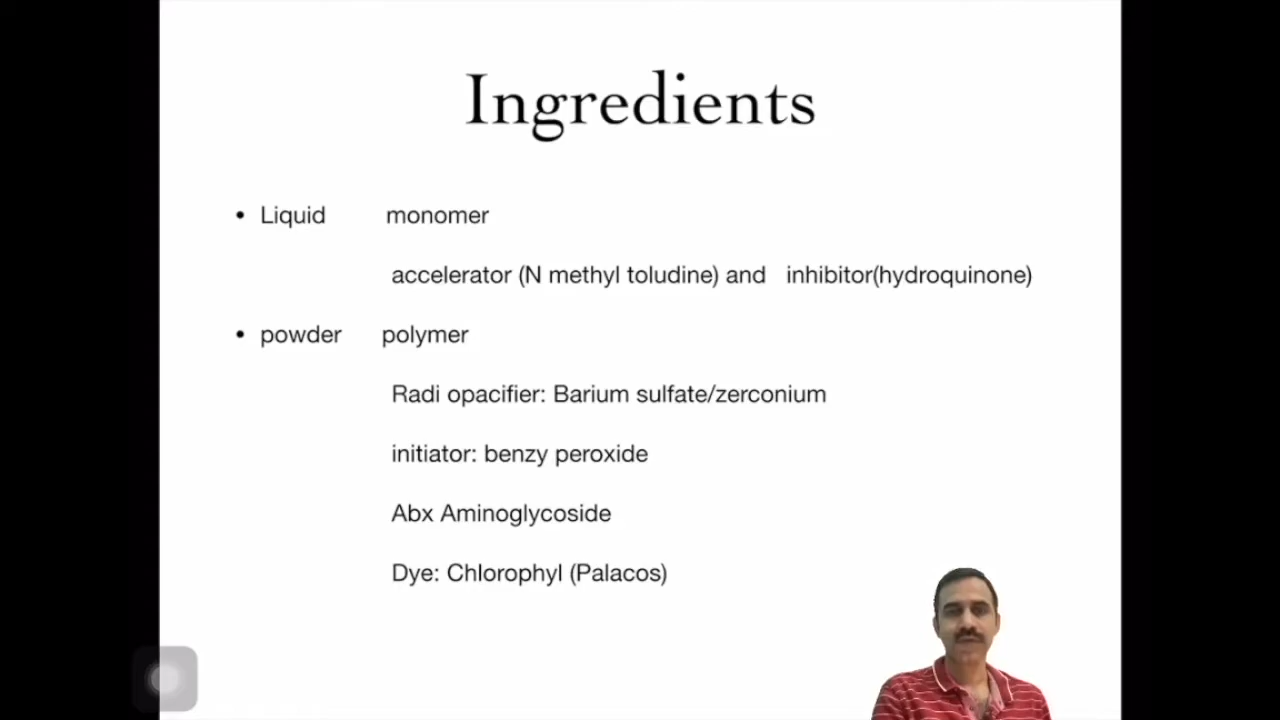 Ingredients
• Liquid monomer
accelerator (N methyl toludine) and inhibitor(hydroquinone)
• powder polymer
Radi opacifier: Barium sulfate/zerconium
initiator: benzy peroxide
Abx Aminoglycoside
Dye: Chlorophyl (Palacos)